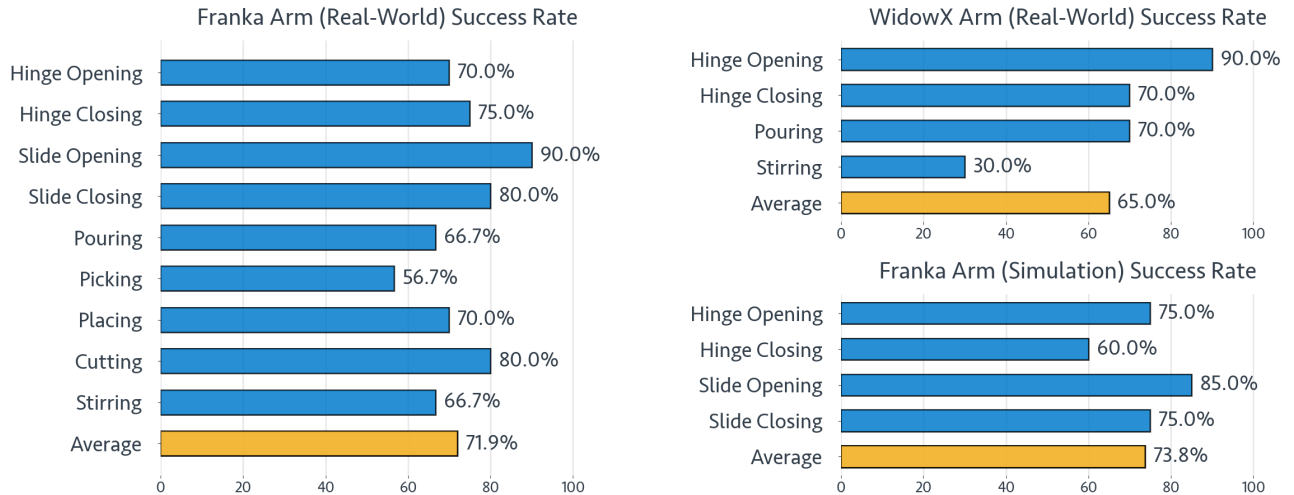 Franka Arm (Real-World) Success Rate
Hinge Opening 70.0%
Hinge Closing 75.0%
Slide Opening 90.0%
Slide Closing 80.0%
Pouring 66.7%
Picking 56.7%
Placing 70.0%
Cutting 80.0%
Stirring 66.7%
Average 71.9%
0 20 40 60 80 100
WidowX Arm (Real-World) Success Rate
Hinge Opening 90.0%
Hinge Closing 70.0%
Pouring 70.0%
Stirring 30.0%
Average 65.0%
0 20 40 60 80 100
Franka Arm (Simulation) Success Rate
Hinge Opening 75.0%
Hinge Closing 60.0%
Slide Opening 85.0%
Slide Closing 75.0%
Average 73.8%
0 20 40 60 80 100